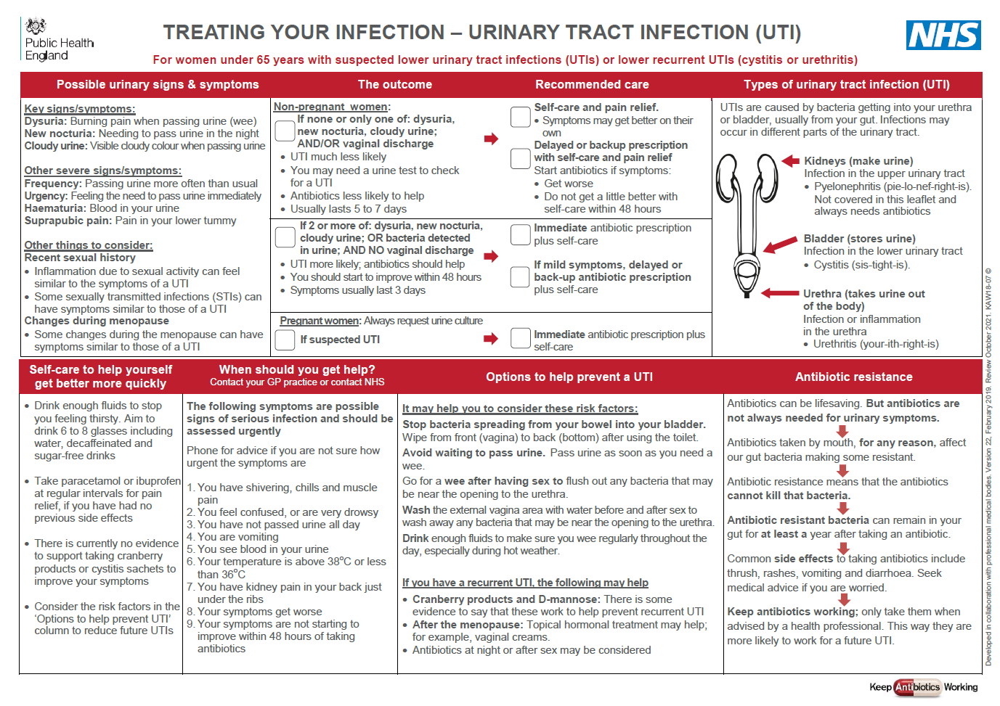 Public Health
England
TREATING YOUR INFECTION – URINARY TRACT INFECTION (UTI)
NHS
For women under 65 years with suspected lower urinary tract infections (UTIs) or lower recurrent UTIs (cystitis or urethritis)
Possible urinary signs & symptoms
Key signs/symptoms:
Dysuria: Burning pain when passing urine (wee)
New nocturia: Needing to pass urine in the night
Cloudy urine: Visible cloudy colour when passing urine
Other severe signs/symptoms:
Frequency: Passing urine more often than usual
Urgency: Feeling the need to pass urine immediately
Haematuria: Blood in your urine
Suprapubic pain: Pain in your lower tummy
Other things to consider:
Recent sexual history
• Inflammation due to sexual activity can feel
similar to the symptoms of a UTI
• Some sexually transmitted infections (STIs) can
have symptoms similar to those of a UTI
Changes during menopause
• Some changes during the menopause can have
symptoms similar to those of a UTI
The outcome
Non-pregnant women:
If none or only one of: dysuria,
new nocturia, cloudy urine;
AND/OR vaginal discharge
• UTI much less likely
• You may need a urine test to check
for a UTI
• Antibiotics less likely to help
• Usually lasts 5 to 7 days
If 2 or more of: dysuria, new nocturia,
cloudy urine; OR bacteria detected
in urine; AND NO vaginal discharge
• UTI more likely; antibiotics should help
• You should start to improve within 48 hours
• Symptoms usually last 3 days
Pregnant women: Always request urine culture
If suspected UTI
Recommended care
Self-care and pain relief.
• Symptoms may get better on their
own
Delayed or backup prescription
with self-care and pain relief
Start antibiotics if symptoms:
• Get worse
• Do not get a little better with
self-care within 48 hours
Immediate antibiotic prescription
plus self-care
If mild symptoms, delayed or
back-up antibiotic prescription
plus self-care
Immediate antibiotic prescription plus
self-care
Types of urinary tract infection (UTI)
UTIs are caused by bacteria getting into your urethra
or bladder, usually from your gut. Infections may
occur in different parts of the urinary tract.
Kidneys (make urine)
Infection in the upper urinary tract
• Pyelonephritis (pie-lo-nef-right-is).
Not covered in this leaflet and
always needs antibiotics
Bladder (stores urine)
Infection in the lower urinary tract
• Cystitis (sis-tight-is).
Urethra (takes urine out
of the body)
Infection or inflammation
in the urethra
• Urethritis (your-ith-right-is)
Self-care to help yourself
get better more quickly
• Drink enough fluids to stop
you feeling thirsty. Aim to
drink 6 to 8 glasses including
water, decaffeinated and
sugar-free drinks
• Take paracetamol or ibuprofen
at regular intervals for pain
relief, if you have had no
previous side effects
• There is currently no evidence
to support taking cranberry
products or cystitis sachets to
improve your symptoms
• Consider the risk factors in the
‘Options to help prevent UTI’
column to reduce future UTIs
When should you get help?
Contact your GP practice or contact NHS
The following symptoms are possible
signs of serious infection and should be
assessed urgently
Phone for advice if you are not sure how
urgent the symptoms are
1. You have shivering, chills and muscle
pain
2. You feel confused, or are very drowsy
3. You have not passed urine all day
4. You are vomiting
5. You see blood in your urine
6. Your temperature is above 38°C or less
than 36°C
7. You have kidney pain in your back just
under the ribs
8. Your symptoms get worse
9. Your symptoms are not starting to
improve within 48 hours of taking
antibiotics
Options to help prevent a UTI
It may help you to consider these risk factors:
Stop bacteria spreading from your bowel into your bladder.
Wipe from front (vagina) to back (bottom) after using the toilet.
Avoid waiting to pass urine. Pass urine as soon as you need a
wee.
Go for a wee after having sex to flush out any bacteria that may
be near the opening to the urethra.
Wash the external vagina area with water before and after sex to
wash away any bacteria that may be near the opening to the urethra.
Drink enough fluids to make sure you wee regularly throughout the
day, especially during hot weather.
If you have a recurrent UTI, the following may help
• Cranberry products and D-mannose: There is some
evidence to say that these work to help prevent recurrent UTI
• After the menopause: Topical hormonal treatment may help;
for example, vaginal creams.
• Antibiotics at night or after sex may be considered
Antibiotic resistance
Antibiotics can be lifesaving. But antibiotics are
not always needed for urinary symptoms.
Antibiotics taken by mouth, for any reason, affect
our gut bacteria making some resistant.
Antibiotic resistance means that the antibiotics
cannot kill that bacteria.
Antibiotic resistant bacteria can remain in your
gut for at least a year after taking an antibiotic.
Common side effects to taking antibiotics include
thrush, rashes, vomiting and diarrhoea. Seek
medical advice if you are worried.
Keep antibiotics working; only take them when
advised by a health professional. This way they are
more likely to work for a future UTI.
Developed in collaboration with professional medical bodies. Version 22, February 2019. Review October 2021. KAW18-07 ©
Keep Antibiotics Working